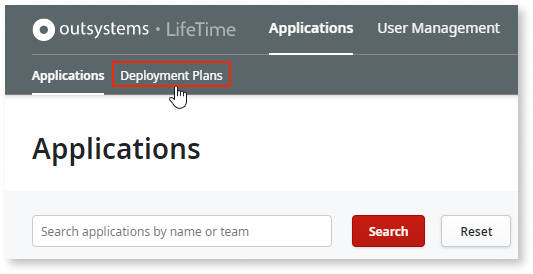 outsystems • LifeTime Applications User Management
Applications Deployment Plans
Applications
Search applications by name or team Search Reset